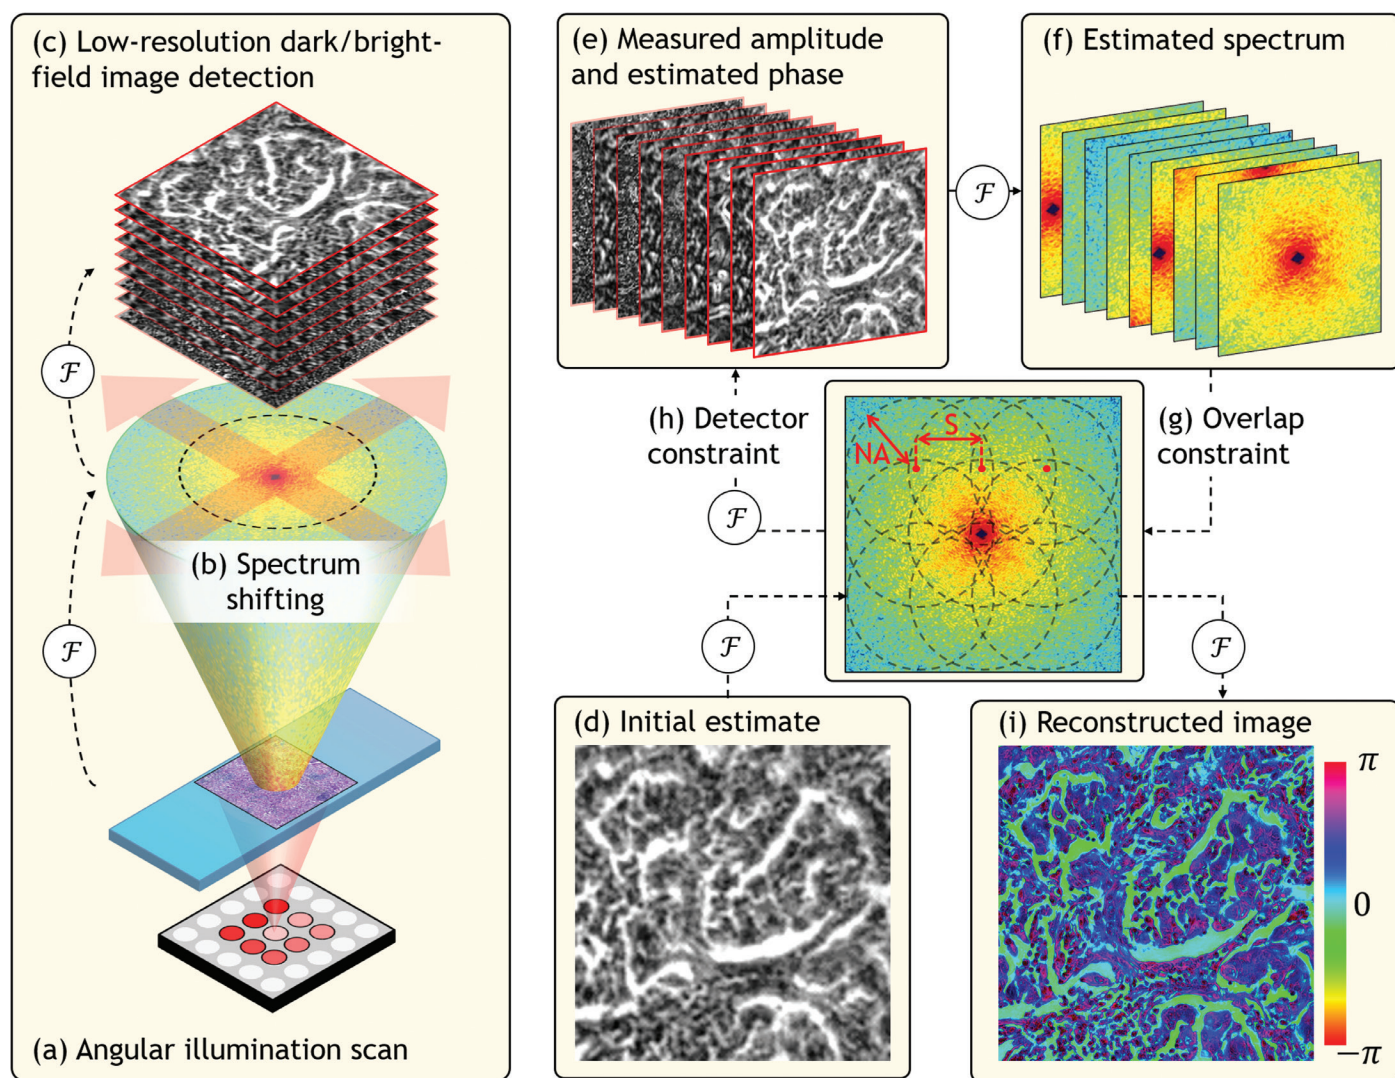 (c) Low-resolution dark/bright-
field image detection
ℱ
(b) Spectrum
shifting
ℱ
(a) Angular illumination scan
(e) Measured amplitude
and estimated phase
ℱ
(f) Estimated spectrum
(h) Detector
constraint
ℱ
S
NA
(g) Overlap
constraint
ℱ
ℱ
(d) Initial estimate
(i) Reconstructed image
π
0
−π